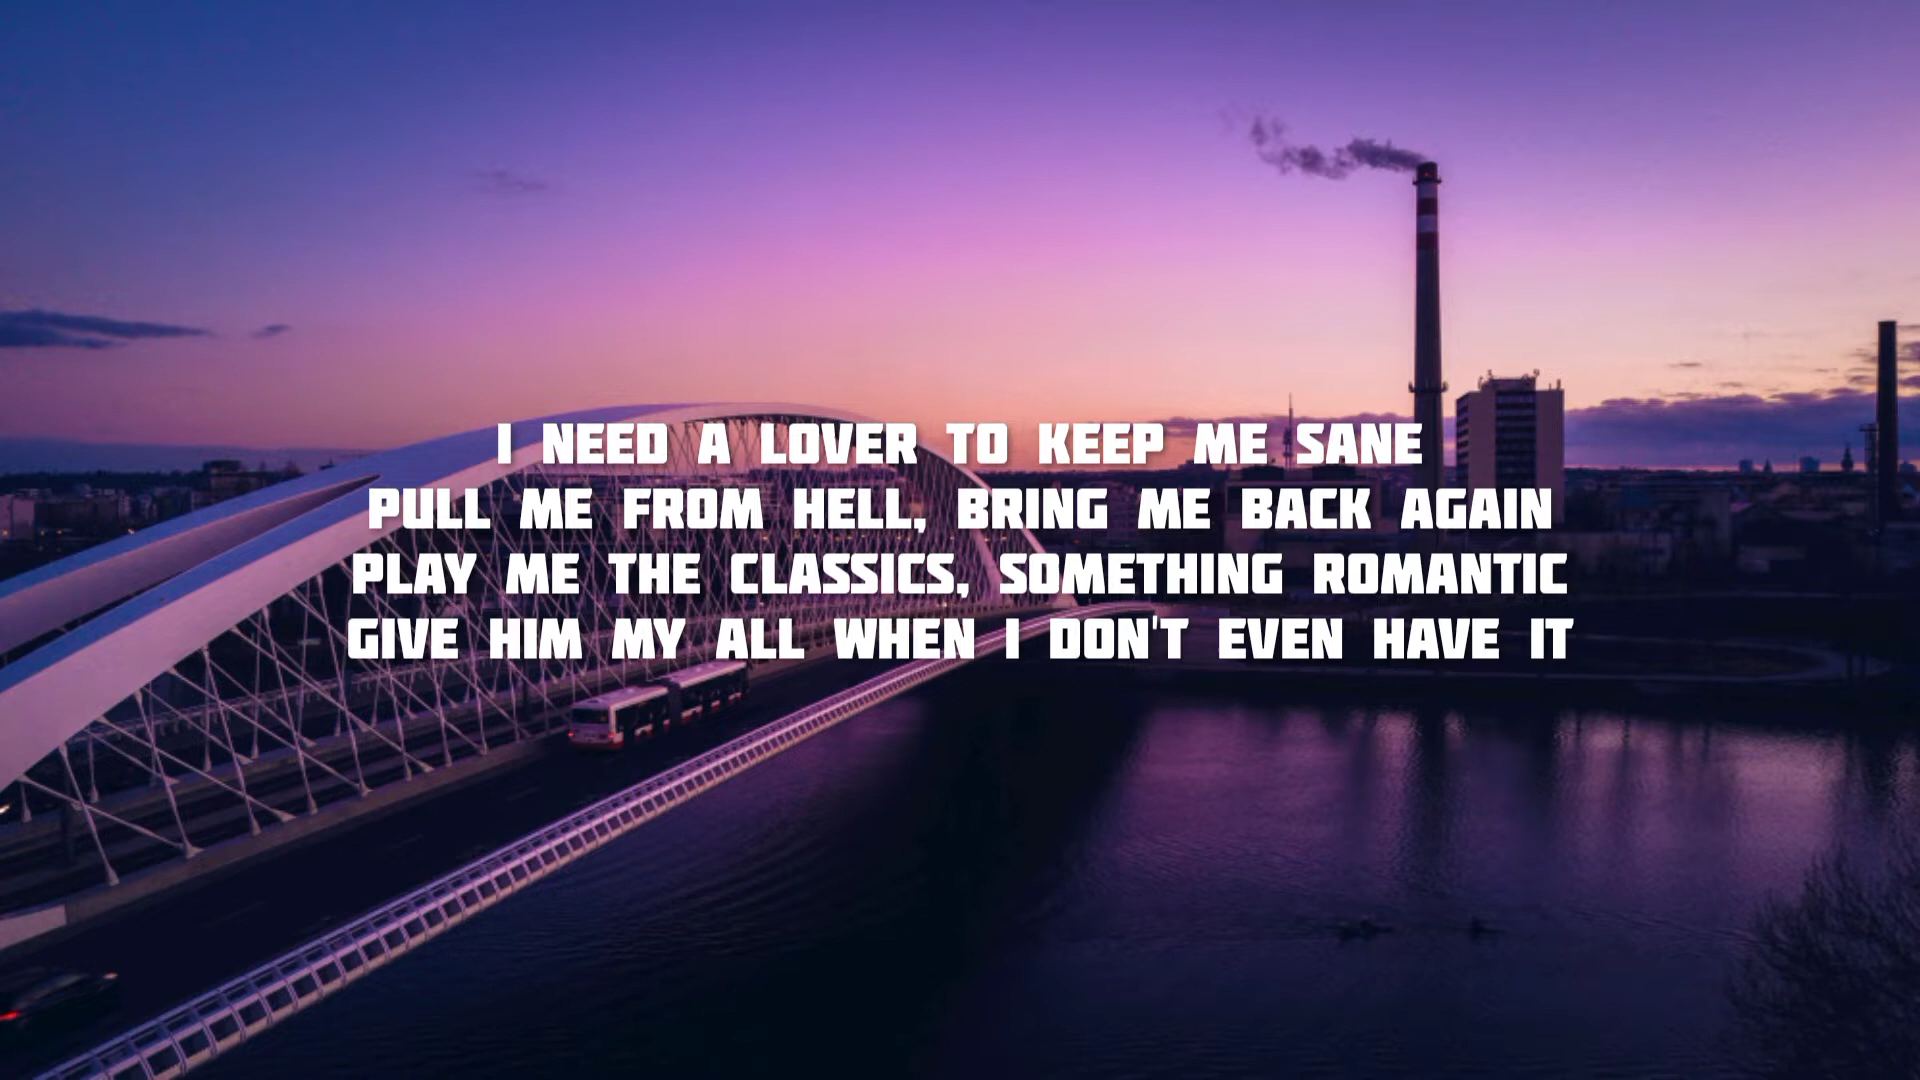 I NEED A LOVER TO KEEP ME SANE
PULL ME FROM HELL, BRING ME BACK AGAIN
PLAY ME THE CLASSICS, SOMETHING ROMANTIC
GIVE HIM MY ALL WHEN I DON'T EVEN HAVE IT